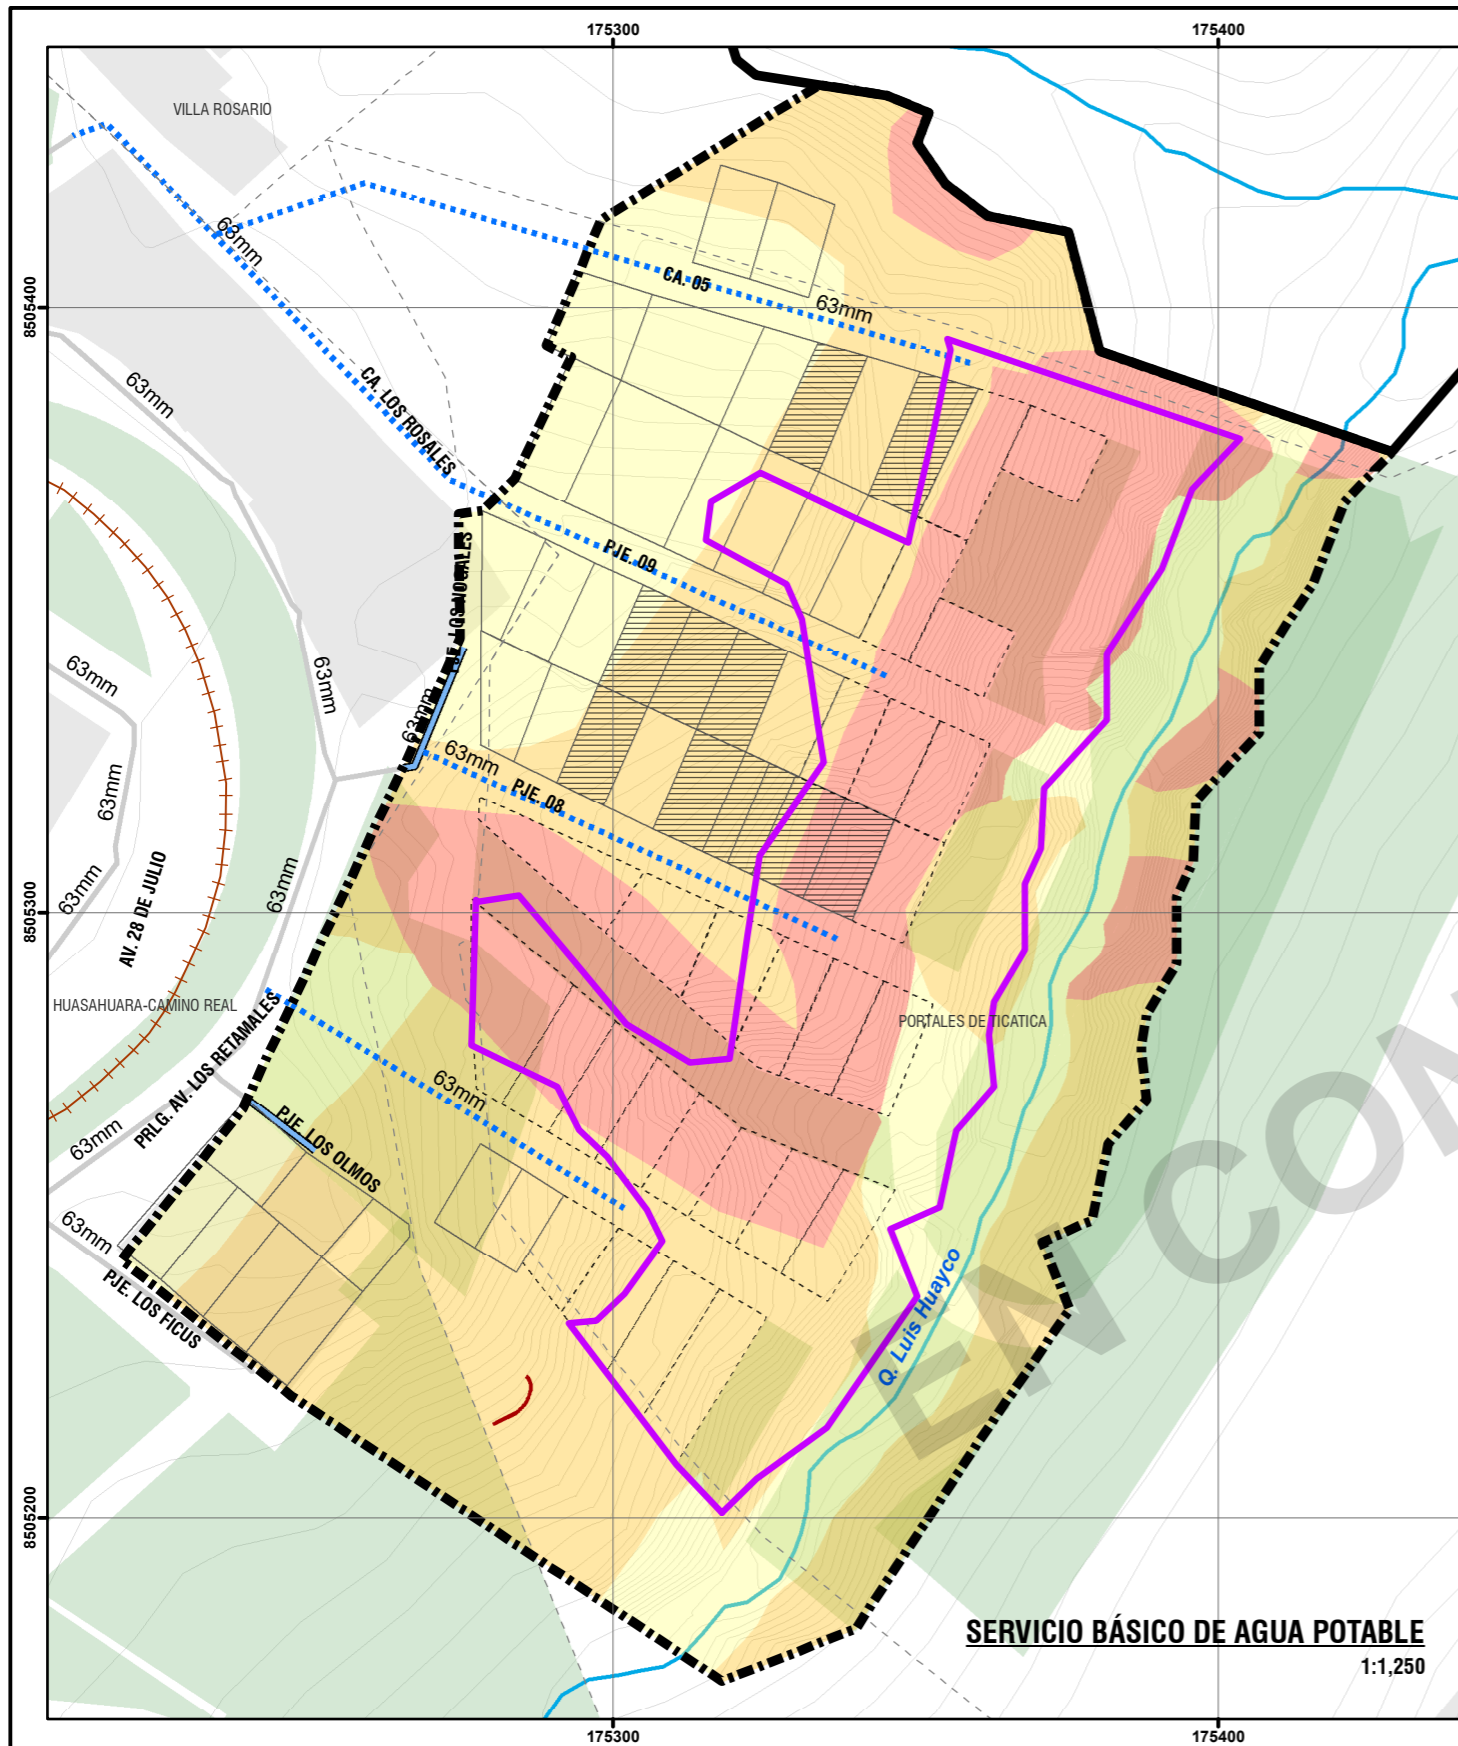 175300
175400
VILLA ROSARIO
63mm
CA. 05
63mm
8505400
8505400
63mm
CA. LOS ROSALES
PJE. 09
PJE. LOS NOGALES
63mm
63mm
63mm
63mm
PJE. 08
63mm
63mm
63mm
AV. 28 DE JULIO
8505300
HUASAHUARA-CAMINO REAL
PORTALES DE TICATICA
PRLG. AV. LOS RETAMALES
63mm
63mm
PJE. LOS OLMOS
63mm
PJE. LOS FICUS
Q. Luis Huayco
EN CON
8505200
SERVICIO BÁSICO DE AGUA POTABLE
1:1,250
175300
175400